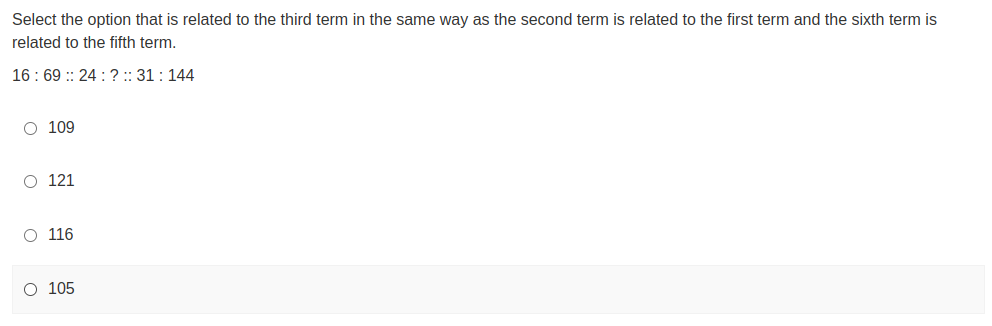 Select the option that is related to the third term in the same way as the second term is related to the first term and the sixth term is
related to the fifth term.
16 : 69 :: 24 : ? :: 31 : 144
109
121
116
105